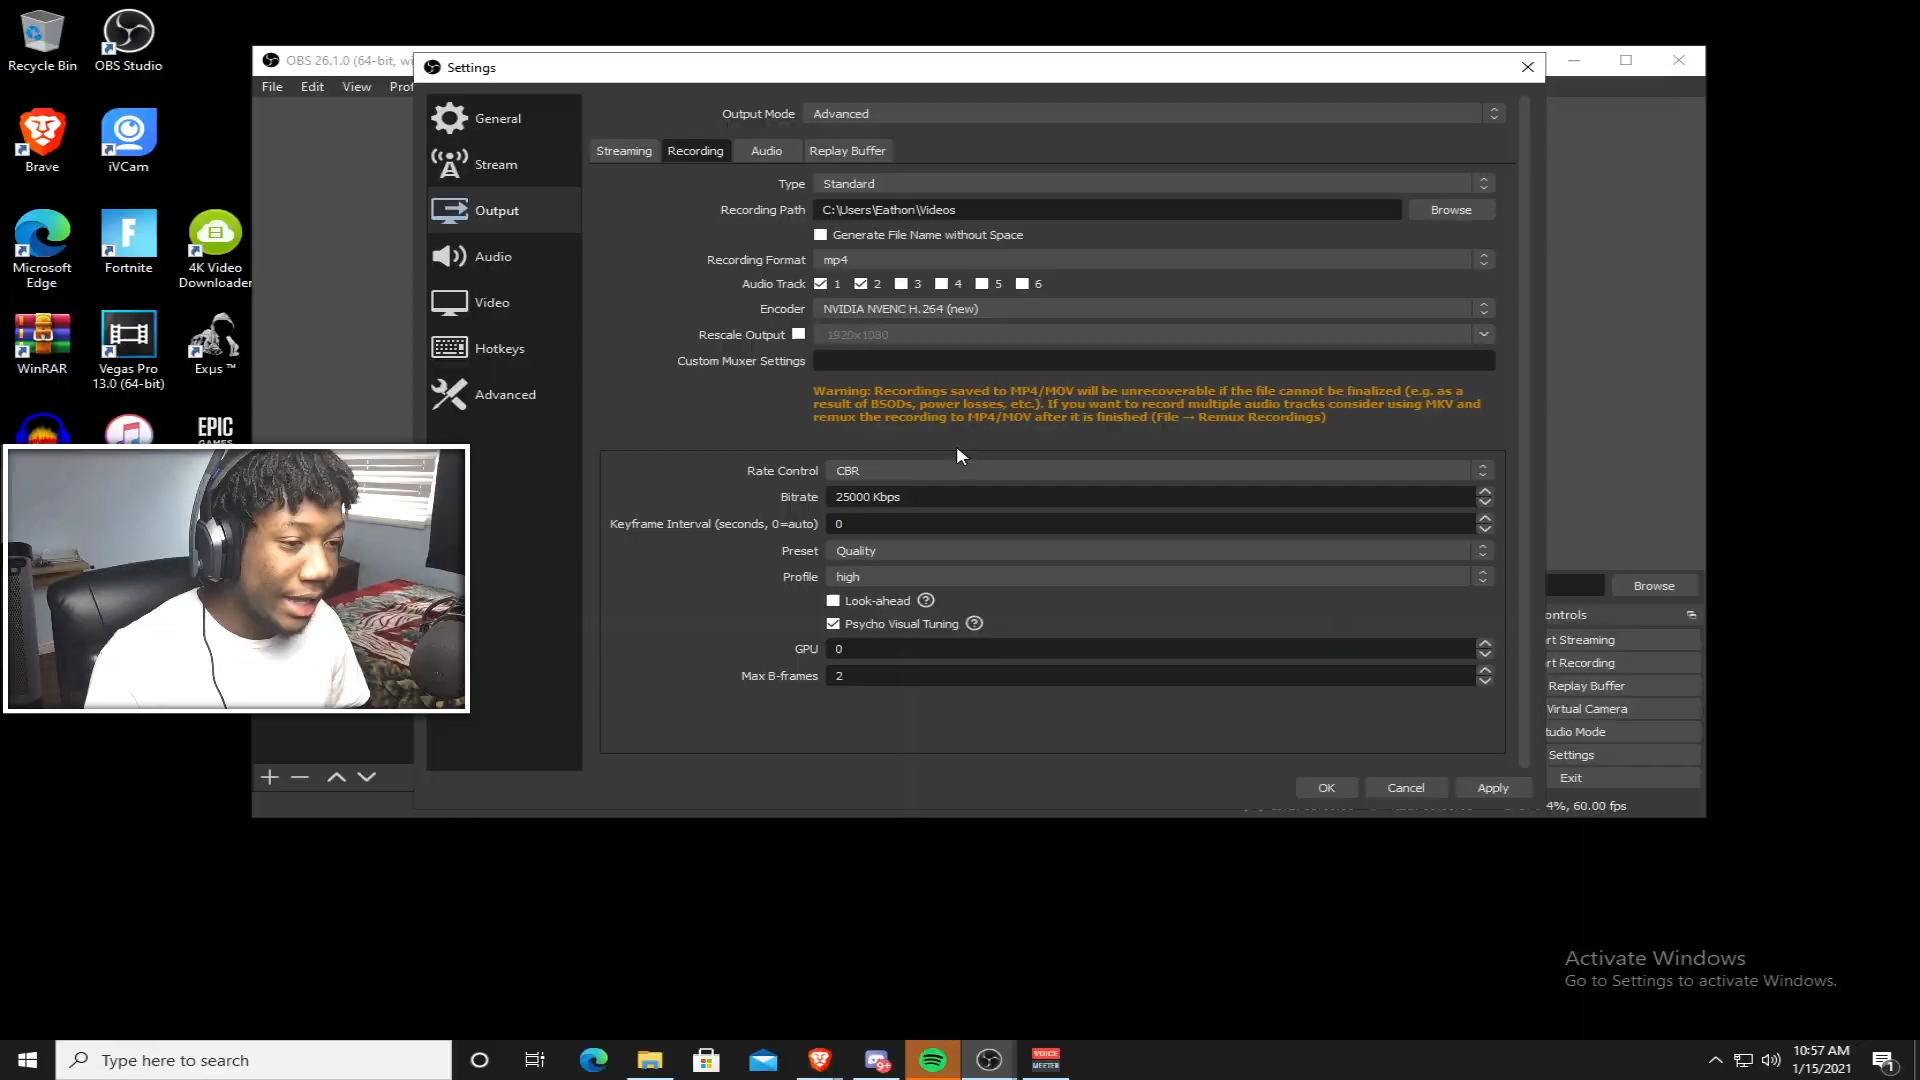 Recycle Bin
OBS Studio
Brave
iVCam
Microsoft Edge
Fortnite
4K Video Downloader
WinRAR
Vegas Pro 13.0 (64-bit)
Exµs ™
EPIC
OBS 26.1.0 (64-bit, wi
File Edit View Prof
Settings
General
Stream
Output
Audio
Video
Hotkeys
Advanced
Output Mode Advanced
Streaming Recording Audio Replay Buffer
Type Standard
Recording Path C:\Users\Eathon\Videos Browse
Generate File Name without Space
Recording Format mp4
Audio Track 1 2 3 4 5 6
Encoder NVIDIA NVENC H.264 (new)
Rescale Output 1920x1080
Custom Muxer Settings
Warning: Recordings saved to MP4/MOV will be unrecoverable if the file cannot be finalized (e.g. as a
result of BSODs, power losses, etc.). If you want to record multiple audio tracks consider using MKV and
remux the recording to MP4/MOV after it is finished (File → Remux Recordings)
Rate Control CBR
Bitrate 25000 Kbps
Keyframe Interval (seconds, 0=auto) 0
Preset Quality
Profile high
Look-ahead
Psycho Visual Tuning
GPU 0
Max B-frames 2
OK Cancel Apply
Browse
ontrols
rt Streaming
rt Recording
Replay Buffer
Virtual Camera
tudio Mode
Settings
Exit
4%, 60.00 fps
Activate Windows
Go to Settings to activate Windows.
Type here to search
9+
VOICE
MEETER
10:57 AM
1/15/2021
1